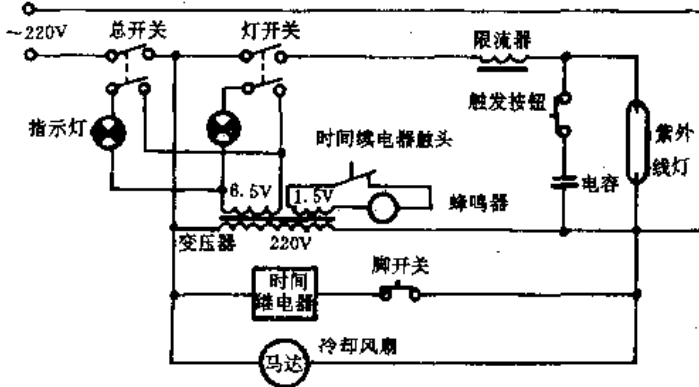 ~220V
总开关
灯开关
限流器
触发按钮
紫外
线灯
指示灯
时间续电器触头
6.5V
1.5V
蜂鸣器
电容
变压器
220V
脚开关
时间
继电器
冷却风扇
马达